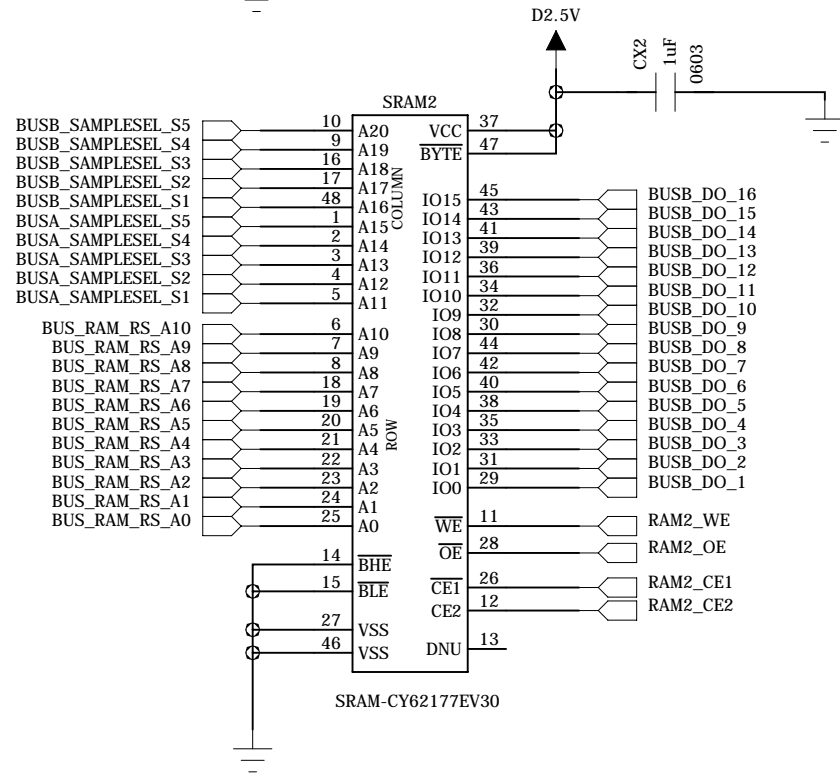 D2.5V
CX2
1uF
0603
SRAM2
BUSB_SAMPLESEL_S5 10 A20 VCC 37
BUSB_SAMPLESEL_S4 9 A19 BYTE 47
BUSB_SAMPLESEL_S3 16 A18
BUSB_SAMPLESEL_S2 17 A17
BUSB_SAMPLESEL_S1 48 A16 IO15 45 BUSB_DO_16
BUSA_SAMPLESEL_S5 1 A15 IO14 43 BUSB_DO_15
BUSA_SAMPLESEL_S4 2 A14 IO13 41 BUSB_DO_14
BUSA_SAMPLESEL_S3 3 A13 IO12 39 BUSB_DO_13
BUSA_SAMPLESEL_S2 4 A12 IO11 36 BUSB_DO_12
BUSA_SAMPLESEL_S1 5 A11 IO10 34 BUSB_DO_11
COLUMN
IO9 32 BUSB_DO_10
BUS_RAM_RS_A10 6 A10 IO8 30 BUSB_DO_9
BUS_RAM_RS_A9 7 A9 IO7 44 BUSB_DO_8
BUS_RAM_RS_A8 8 A8 IO6 42 BUSB_DO_7
BUS_RAM_RS_A7 18 A7 IO5 40 BUSB_DO_6
BUS_RAM_RS_A6 19 A6 IO4 38 BUSB_DO_5
BUS_RAM_RS_A5 20 A5 IO3 35 BUSB_DO_4
BUS_RAM_RS_A4 21 A4 IO2 33 BUSB_DO_3
BUS_RAM_RS_A3 22 A3 IO1 31 BUSB_DO_2
BUS_RAM_RS_A2 23 A2 IO0 29 BUSB_DO_1
BUS_RAM_RS_A1 24 A1
BUS_RAM_RS_A0 25 A0 WE 11 RAM2_WE
ROW
OE 28 RAM2_OE
14 BHE
15 BLE CE1 26 RAM2_CE1
CE2 12 RAM2_CE2
27 VSS
46 VSS DNU 13
SRAM-CY62177EV30